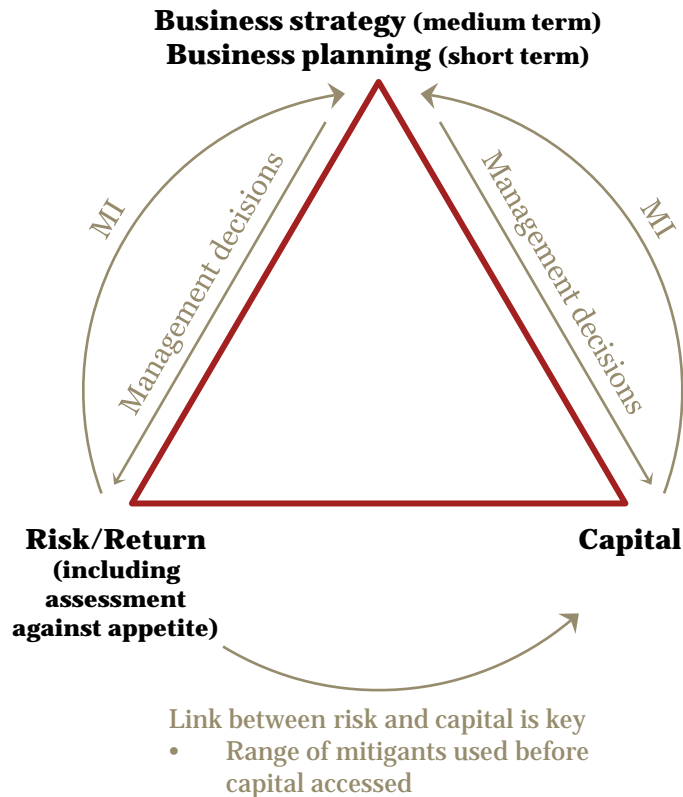 Business strategy (medium term)
Business planning (short term)
MI
Management decisions
Management decisions
MI
Risk/Return
(including
assessment
against appetite)
Capital
Link between risk and capital is key
• Range of mitigants used before
capital accessed